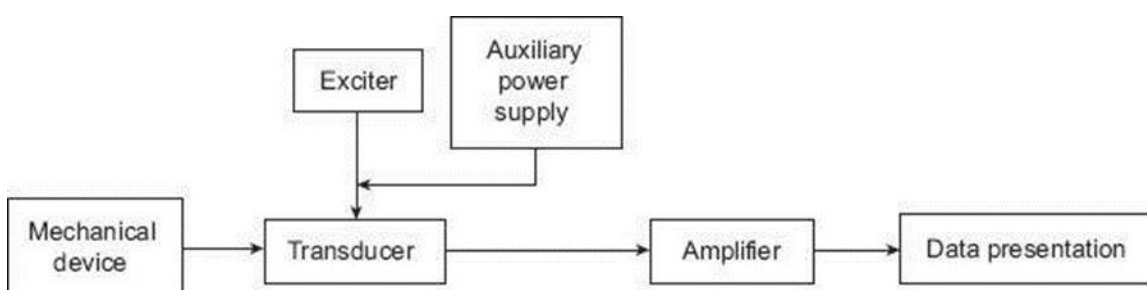 Exciter
Auxiliary
power
supply
Mechanical
device
Transducer
Amplifier
Data presentation